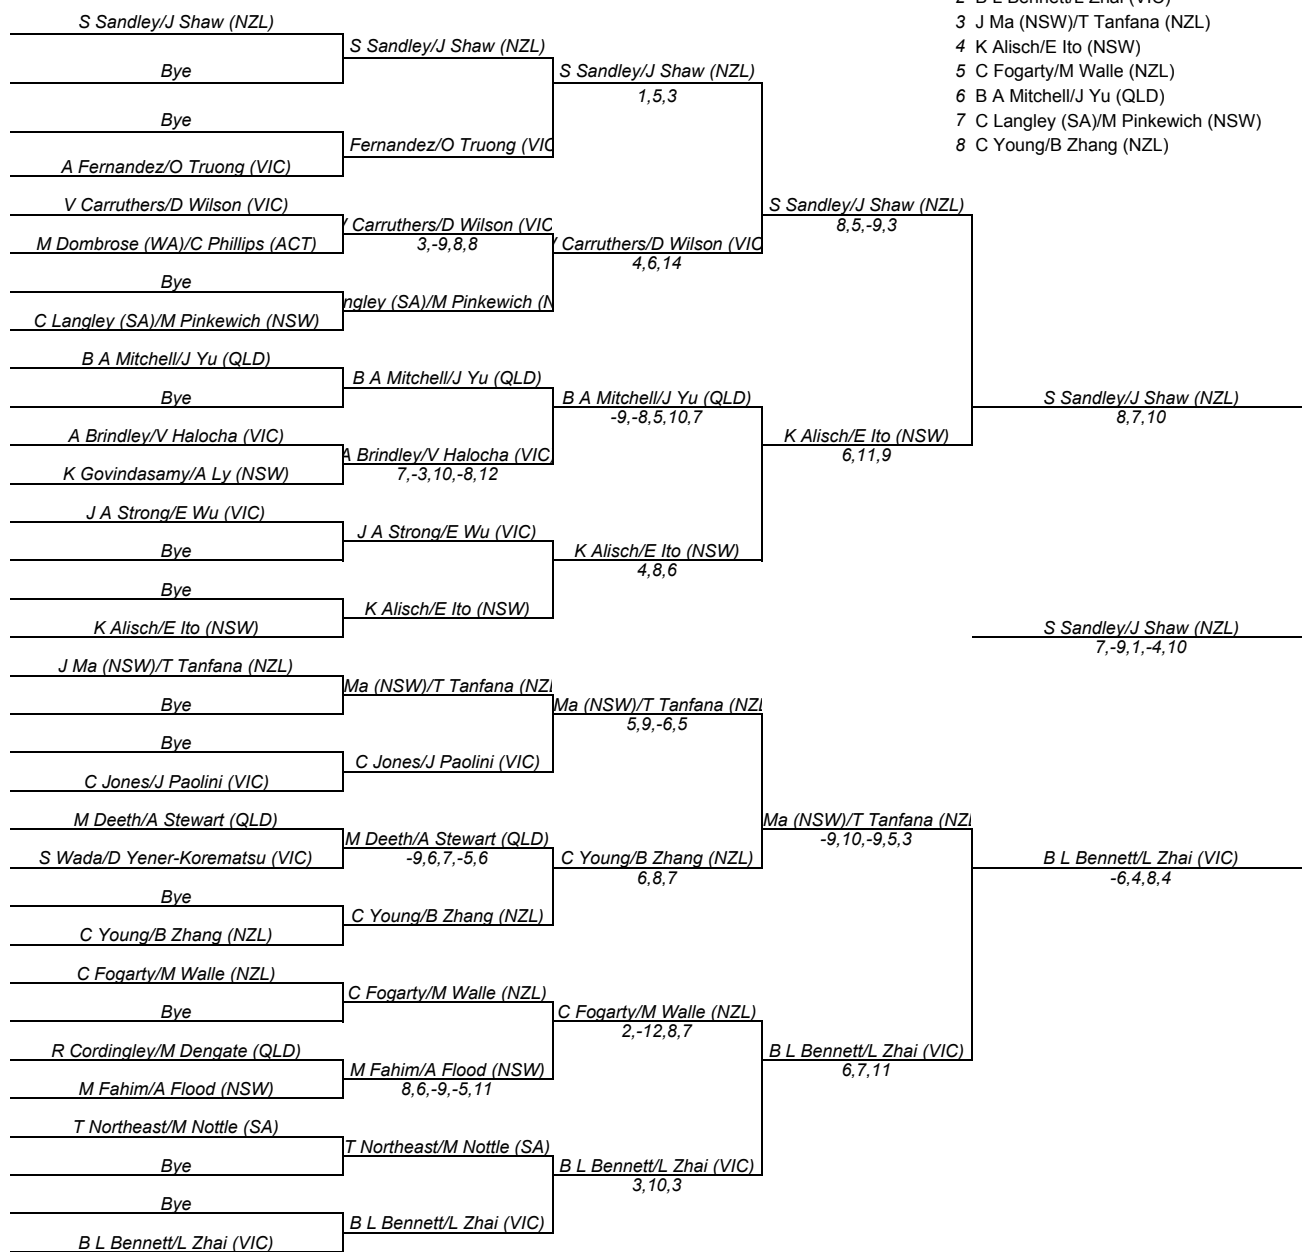 S Sandley/J Shaw (NZL)
Bye
Bye
A Fernandez/O Truong (VIC)
V Carruthers/D Wilson (VIC)
M Dombrose (WA)/C Phillips (ACT)
Bye
C Langley (SA)/M Pinkewich (NSW)
B A Mitchell/J Yu (QLD)
Bye
A Brindley/V Halocha (VIC)
K Govindasamy/A Ly (NSW)
J A Strong/E Wu (VIC)
Bye
Bye
K Alisch/E Ito (NSW)
J Ma (NSW)/T Tanfana (NZL)
Bye
Bye
C Jones/J Paolini (VIC)
M Deeth/A Stewart (QLD)
S Wada/D Yener-Korematsu (VIC)
Bye
C Young/B Zhang (NZL)
C Fogarty/M Walle (NZL)
Bye
R Cordingley/M Dengate (QLD)
M Fahim/A Flood (NSW)
T Northeast/M Nottle (SA)
Bye
Bye
B L Bennett/L Zhai (VIC)
S Sandley/J Shaw (NZL)
Fernandez/O Truong (VIC
Carruthers/D Wilson (VIC
3,-9,8,8
ngley (SA)/M Pinkewich (N
B A Mitchell/J Yu (QLD)
A Brindley/V Halocha (VIC)
7,-3,10,-8,12
J A Strong/E Wu (VIC)
K Alisch/E Ito (NSW)
Ma (NSW)/T Tanfana (NZL
C Jones/J Paolini (VIC)
M Deeth/A Stewart (QLD)
-9,6,7,-5,6
C Young/B Zhang (NZL)
C Fogarty/M Walle (NZL)
M Fahim/A Flood (NSW)
8,6,-9,-5,11
T Northeast/M Nottle (SA)
B L Bennett/L Zhai (VIC)
S Sandley/J Shaw (NZL)
1,5,3
Carruthers/D Wilson (VIC
4,6,14
B A Mitchell/J Yu (QLD)
-9,-8,5,10,7
K Alisch/E Ito (NSW)
4,8,6
Ma (NSW)/T Tanfana (NZL
5,9,-6,5
C Young/B Zhang (NZL)
6,8,7
C Fogarty/M Walle (NZL)
2,-12,8,7
B L Bennett/L Zhai (VIC)
3,10,3
S Sandley/J Shaw (NZL)
8,5,-9,3
K Alisch/E Ito (NSW)
6,11,9
Ma (NSW)/T Tanfana (NZL
-9,10,-9,5,3
B L Bennett/L Zhai (VIC)
6,7,11
2 B L Bennett/L Zhai (VIC)
3 J Ma (NSW)/T Tanfana (NZL)
4 K Alisch/E Ito (NSW)
5 C Fogarty/M Walle (NZL)
6 B A Mitchell/J Yu (QLD)
7 C Langley (SA)/M Pinkewich (NSW)
8 C Young/B Zhang (NZL)
S Sandley/J Shaw (NZL)
8,7,10
S Sandley/J Shaw (NZL)
7,-9,1,-4,10
B L Bennett/L Zhai (VIC)
-6,4,8,4